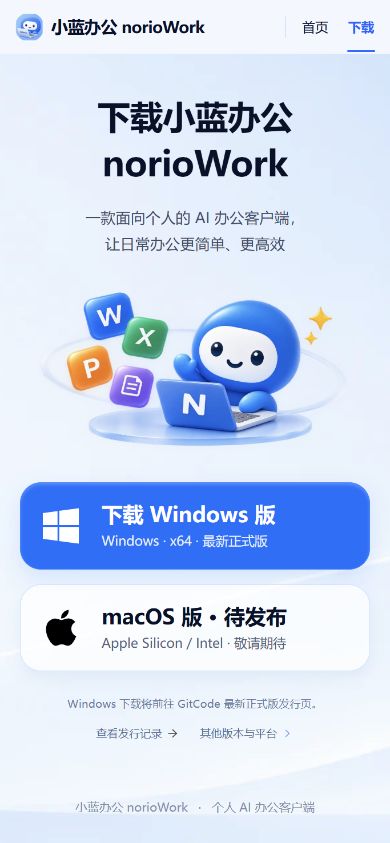 小蓝办公 norioWork
首页
下载
下载小蓝办公
norioWork
一款面向个人的 AI 办公客户端，
让日常办公更简单、更高效
W
X
P
N
下载 Windows 版
Windows · x64 · 最新正式版
macOS 版 · 待发布
Apple Silicon / Intel · 敬请期待
Windows 下载将前往 GitCode 最新正式版发行页。
查看发行记录 →
其他版本与平台 >
小蓝办公 norioWork · 个人 AI 办公客户端